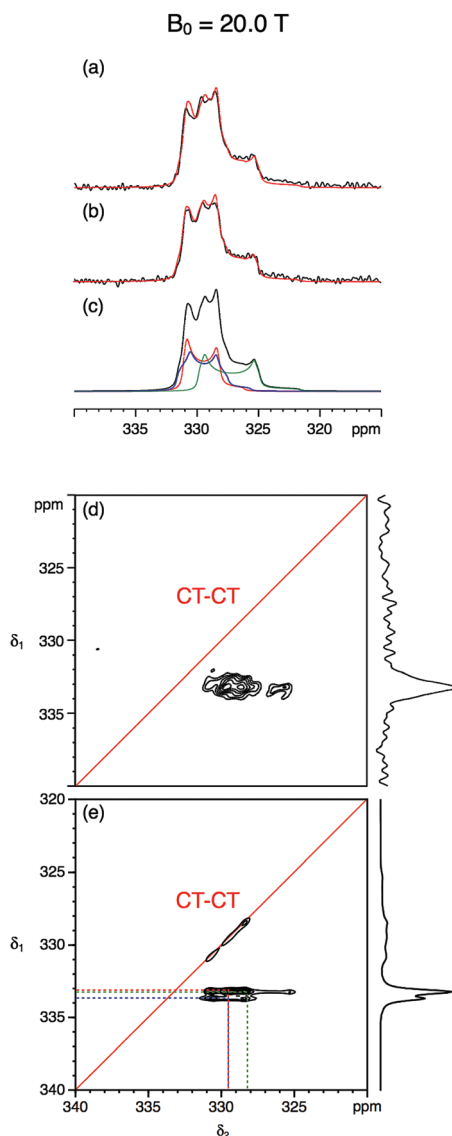 B₀ = 20.0 T
(a)
(b)
(c)
335 330 325 320 ppm
ppm
(d)
325
CT-CT
δ₁
330
335
320
(e)
325
CT-CT
δ₁
330
335
340
340 335 330 325 ppm
δ₂